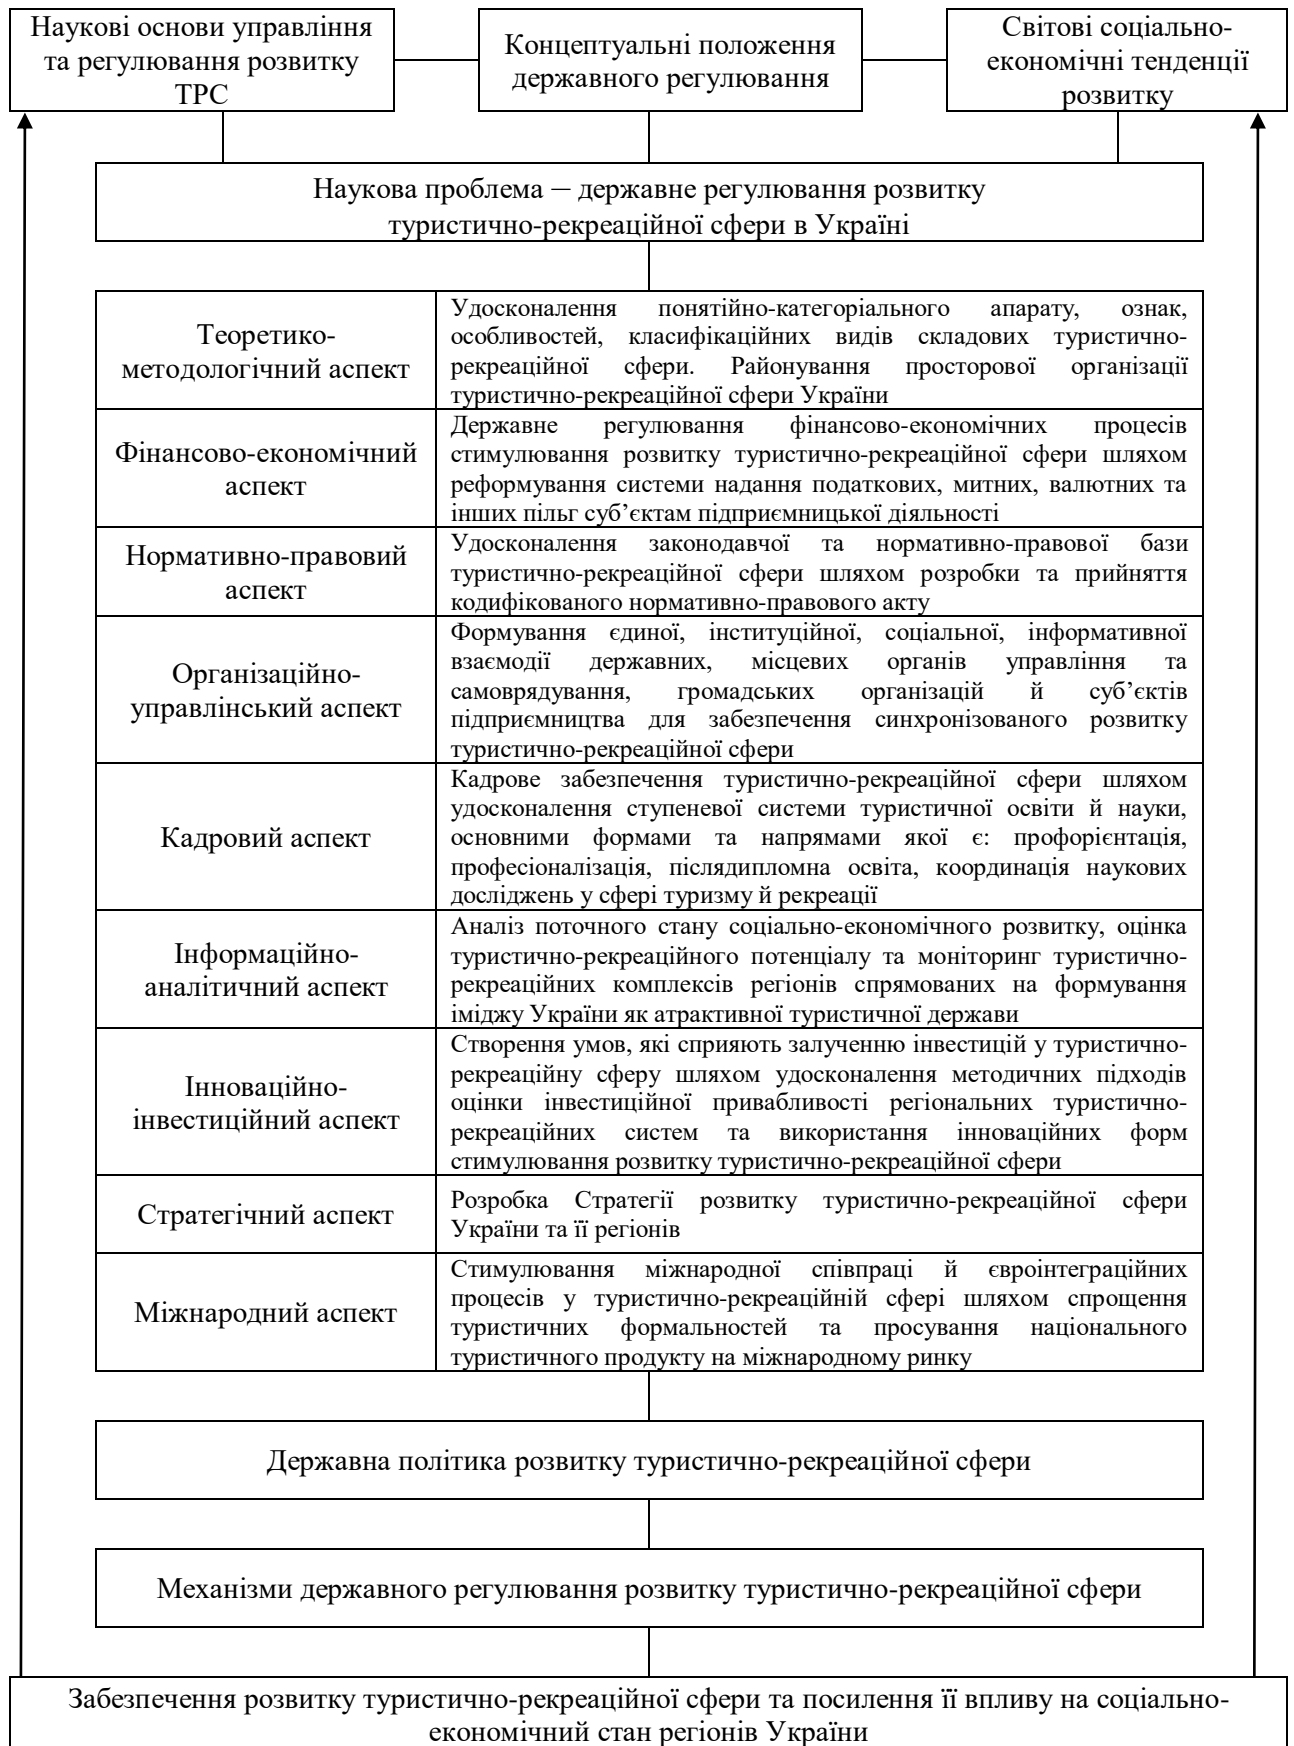 Наукові основи управління
та регулювання розвитку
ТРС
Концептуальні положення
державного регулювання
Світові соціально-
економічні тенденції
розвитку
Наукова проблема – державне регулювання розвитку
туристично-рекреаційної сфери в Україні
Теоретико-
методологічний аспект
Удосконалення понятійно-категоріального апарату, ознак,
особливостей, класифікаційних видів складових туристично-
рекреаційної сфери. Районування просторової організації
туристично-рекреаційної сфери України
Фінансово-економічний
аспект
Державне регулювання фінансово-економічних процесів
стимулювання розвитку туристично-рекреаційної сфери шляхом
реформування системи надання податкових, митних, валютних та
інших пільг суб’єктам підприємницької діяльності
Нормативно-правовий
аспект
Удосконалення законодавчої та нормативно-правової бази
туристично-рекреаційної сфери шляхом розробки та прийняття
кодифікованого нормативно-правового акту
Організаційно-
управлінський аспект
Формування єдиної, інституційної, соціальної, інформативної
взаємодії державних, місцевих органів управління та
самоврядування, громадських організацій й суб’єктів
підприємництва для забезпечення синхронізованого розвитку
туристично-рекреаційної сфери
Кадровий аспект
Кадрове забезпечення туристично-рекреаційної сфери шляхом
удосконалення ступеневої системи туристичної освіти й науки,
основними формами та напрямами якої є: профорієнтація,
професіоналізація, післядипломна освіта, координація наукових
досліджень у сфері туризму й рекреації
Інформаційно-
аналітичний аспект
Аналіз поточного стану соціально-економічного розвитку, оцінка
туристично-рекреаційного потенціалу та моніторинг туристично-
рекреаційних комплексів регіонів спрямованих на формування
іміджу України як атрактивної туристичної держави
Інноваційно-
інвестиційний аспект
Створення умов, які сприяють залученню інвестицій у туристично-
рекреаційну сферу шляхом удосконалення методичних підходів
оцінки інвестиційної привабливості регіональних туристично-
рекреаційних систем та використання інноваційних форм
стимулювання розвитку туристично-рекреаційної сфери
Стратегічний аспект
Розробка Стратегії розвитку туристично-рекреаційної сфери
України та її регіонів
Міжнародний аспект
Стимулювання міжнародної співпраці й євроінтеграційних
процесів у туристично-рекреаційній сфері шляхом спрощення
туристичних формальностей та просування національного
туристичного продукту на міжнародному ринку
Державна політика розвитку туристично-рекреаційної сфери
Механізми державного регулювання розвитку туристично-рекреаційної сфери
Забезпечення розвитку туристично-рекреаційної сфери та посилення її впливу на соціально-
економічний стан регіонів України